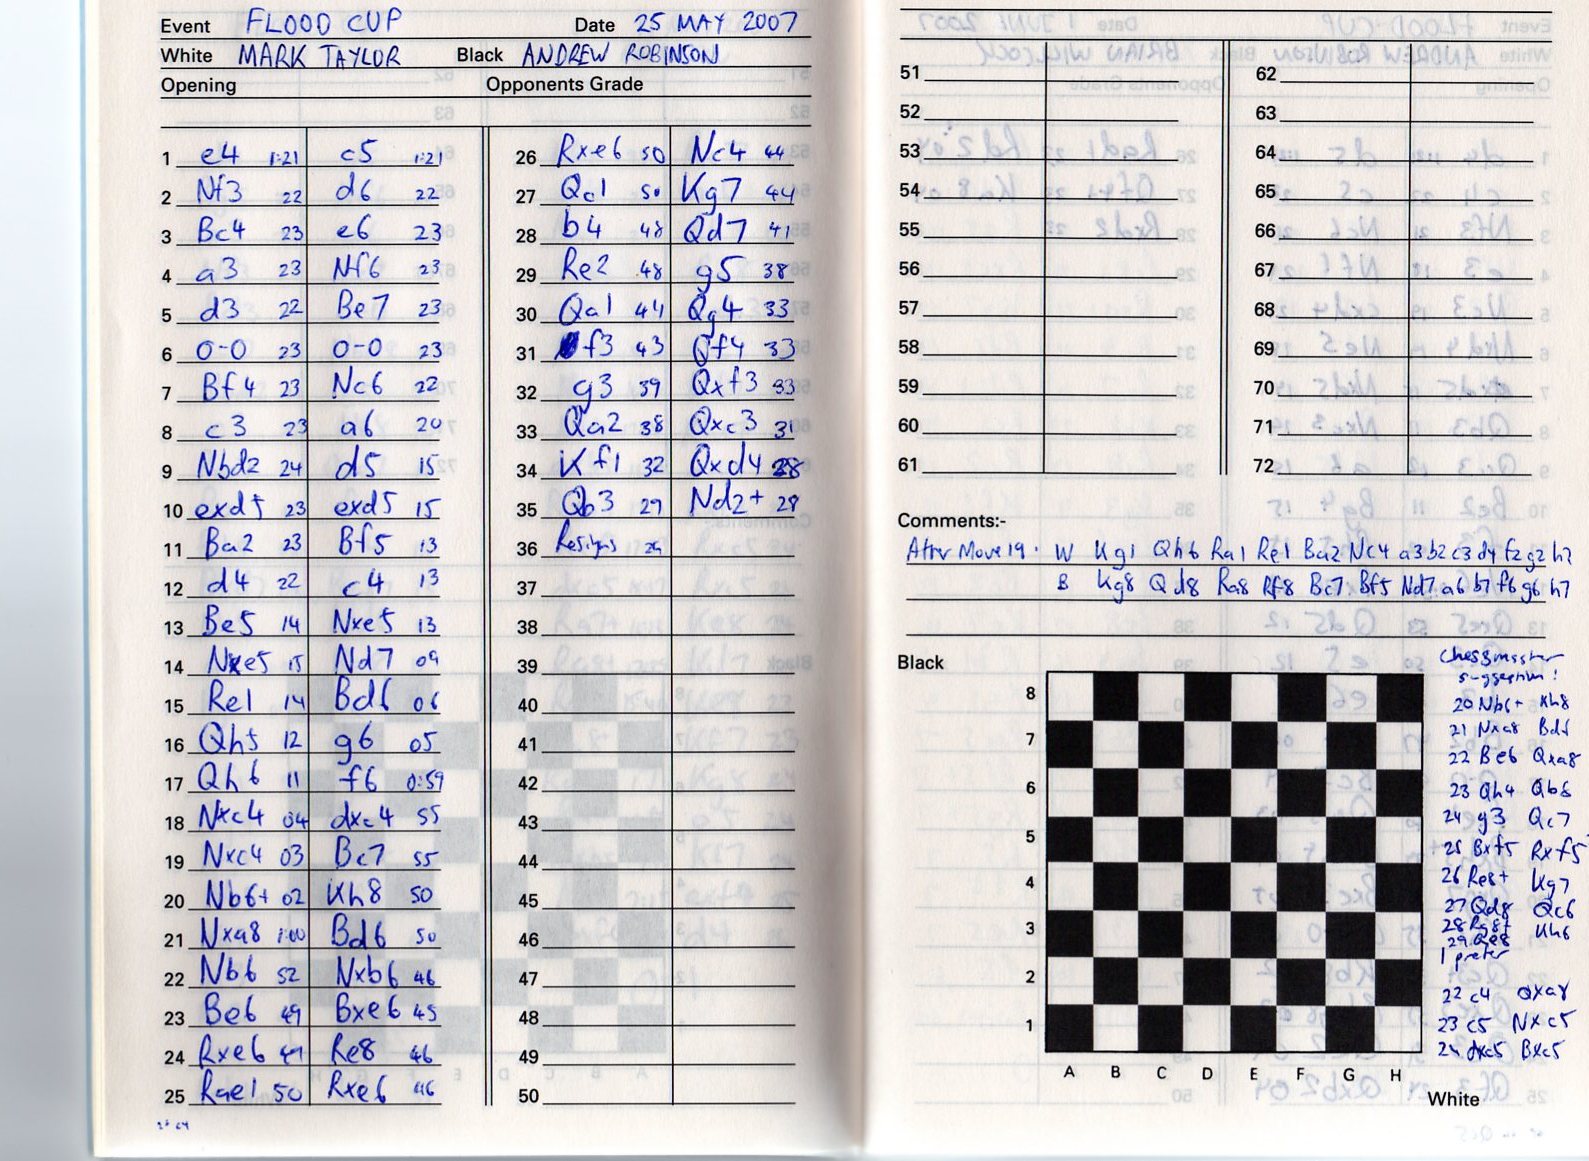 Event FLOOD CUP Date 25 MAY 2007
White MARK TAYLOR Black ANDREW ROBINSON
Opening Opponents Grade
1 e4 1:21 c5 1:21
2 Nf3 22 d6 22
3 Bc4 23 e6 23
4 a3 23 Nf6 23
5 d3 22 Be7 23
6 0-0 23 0-0 23
7 Bf4 23 Nc6 22
8 c3 23 a6 20
9 Nbd2 24 d5 15
10 exd5 23 exd5 15
11 Ba2 23 Bf5 13
12 d4 22 c4 13
13 Be5 14 Nxe5 13
14 Nxe5 15 Nd7 09
15 Re1 14 Bd6 06
16 Qh5 12 g6 05
17 Qh6 11 f6 0:59
18 Nxc4 04 dxc4 55
19 Nxc4 03 Bc7 55
20 Nb6+ 02 Kh8 50
21 Nxa8 1:00 Bd6 50
22 Nb6 52 Nxb6 46
23 Be6 49 Bxe6 45
24 Rxe6 49 Re8 46
25 Rae1 50 Rxe6 46
26 Rxe6 50 Nc4 44
27 Qc1 50 Kg7 44
28 b4 48 Qd7 41
29 Re2 48 g5 38
30 Qa1 44 Qg4 33
31 f3 43 Qf4 33
32 g3 39 Qxf3 33
33 Qa2 38 Qxc3 31
34 Kf1 32 Qxd4 28
35 Qb3 29 Nd2+ 28
36 Resigns 29
37
38
39
40
41
42
43
44
45
46
47
48
49
50
51 62
52 63
53 64
54 65
55 66
56 67
57 68
58 69
59 70
60 71
61 72
Comments:-
After Move 19 . W Kg1 Qh6 Ra1 Re1 Ba2 Nc4 a3 b2 c3 d4 f2 g2 h2
B Kg8 Qd8 Ra8 Rf8 Bc7 Bf5 Nd7 a6 b7 f6 g6 h7
Black
8
7
6
5
4
3
2
1
A B C D E F G H
White
Chessmaster
suggestion!
20 Nb6+ Kh8
21 Nxa8 Bd6
22 Be6 Qxa8
23 Qh4 Qb8
24 g3 Qc7
25 Bxf5 Rxf5
26 Re8+ Kg7
27 Qd8 Qc6
28 Rg8+ Kh6
29 Qe8
I prefer
22 c4 Qxa8
23 c5 Nxc5
24 dxc5 Bxc5